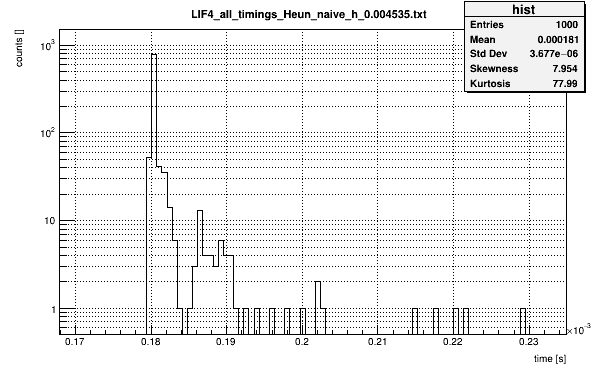 LIF4_all_timings_Heun_naive_h_0.004535.txt
hist
Entries 1000
Mean 0.000181
Std Dev 3.677e−06
Skewness 7.954
Kurtosis 77.99
counts []
10³
10²
10
1
0.17 0.18 0.19 0.2 0.21 0.22 0.23
×10⁻³
time [s]